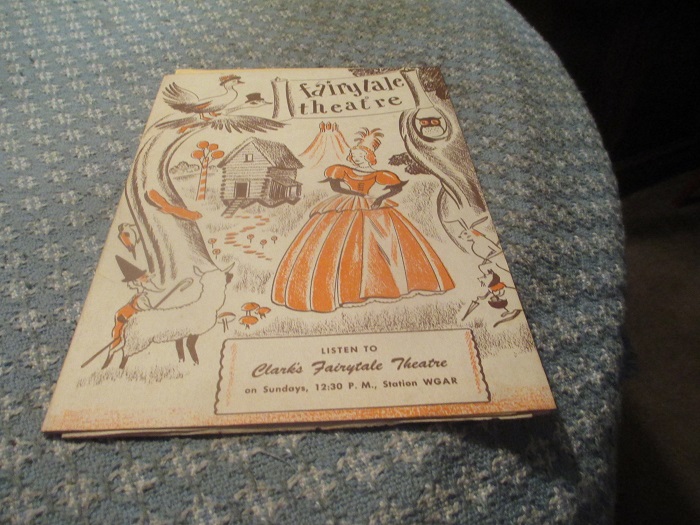 fairytale
theatre
LISTEN TO
Clark's Fairytale Theatre
on Sundays, 12:30 P. M., Station WGAR